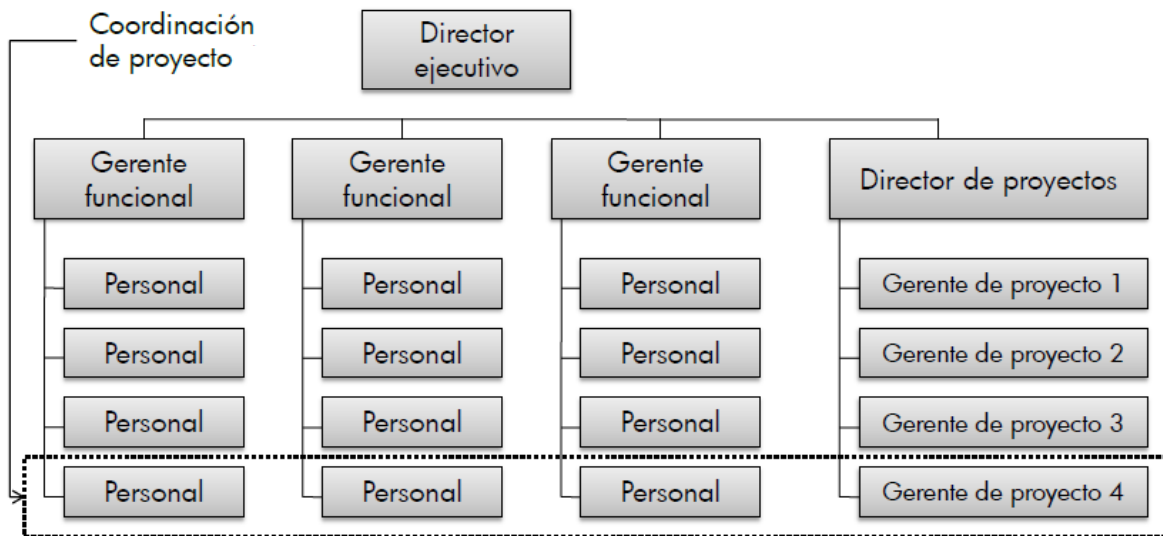 Coordinación
de proyecto
Director
ejecutivo
Gerente
funcional
Gerente
funcional
Gerente
funcional
Director de proyectos
Personal
Personal
Personal
Gerente de proyecto 1
Personal
Personal
Personal
Gerente de proyecto 2
Personal
Personal
Personal
Gerente de proyecto 3
Personal
Personal
Personal
Gerente de proyecto 4